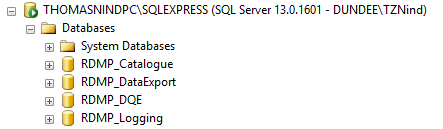 THOMASNINDPC\SQLEXPRESS (SQL Server 13.0.1601 - DUNDEE\TZNind)
Databases
System Databases
RDMP_Catalogue
RDMP_DataExport
RDMP_DQE
RDMP_Logging